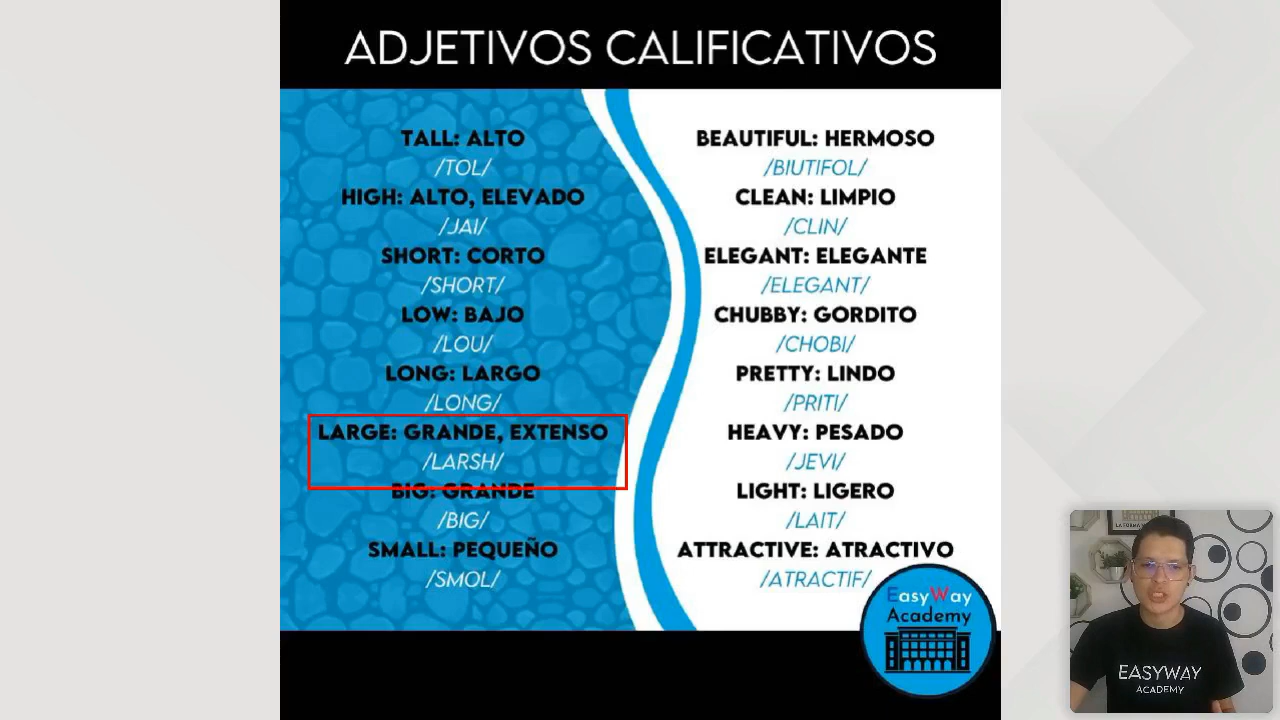 ADJETIVOS CALIFICATIVOS
TALL: ALTO
/TOL/
HIGH: ALTO, ELEVADO
/JAI/
SHORT: CORTO
/SHORT/
LOW: BAJO
/LOU/
LONG: LARGO
/LONG/
LARGE: GRANDE, EXTENSO
/LARSH/
BIG: GRANDE
/BIG/
SMALL: PEQUEÑO
/SMOL/
BEAUTIFUL: HERMOSO
/BIUTIFOL/
CLEAN: LIMPIO
/CLIN/
ELEGANT: ELEGANTE
/ELEGANT/
CHUBBY: GORDITO
/CHOBI/
PRETTY: LINDO
/PRITI/
HEAVY: PESADO
/JEVI/
LIGHT: LIGERO
/LAIT/
ATTRACTIVE: ATRACTIVO
/ATRACTIF/
EasyWay
Academy
EASYWAY
ACADEMY